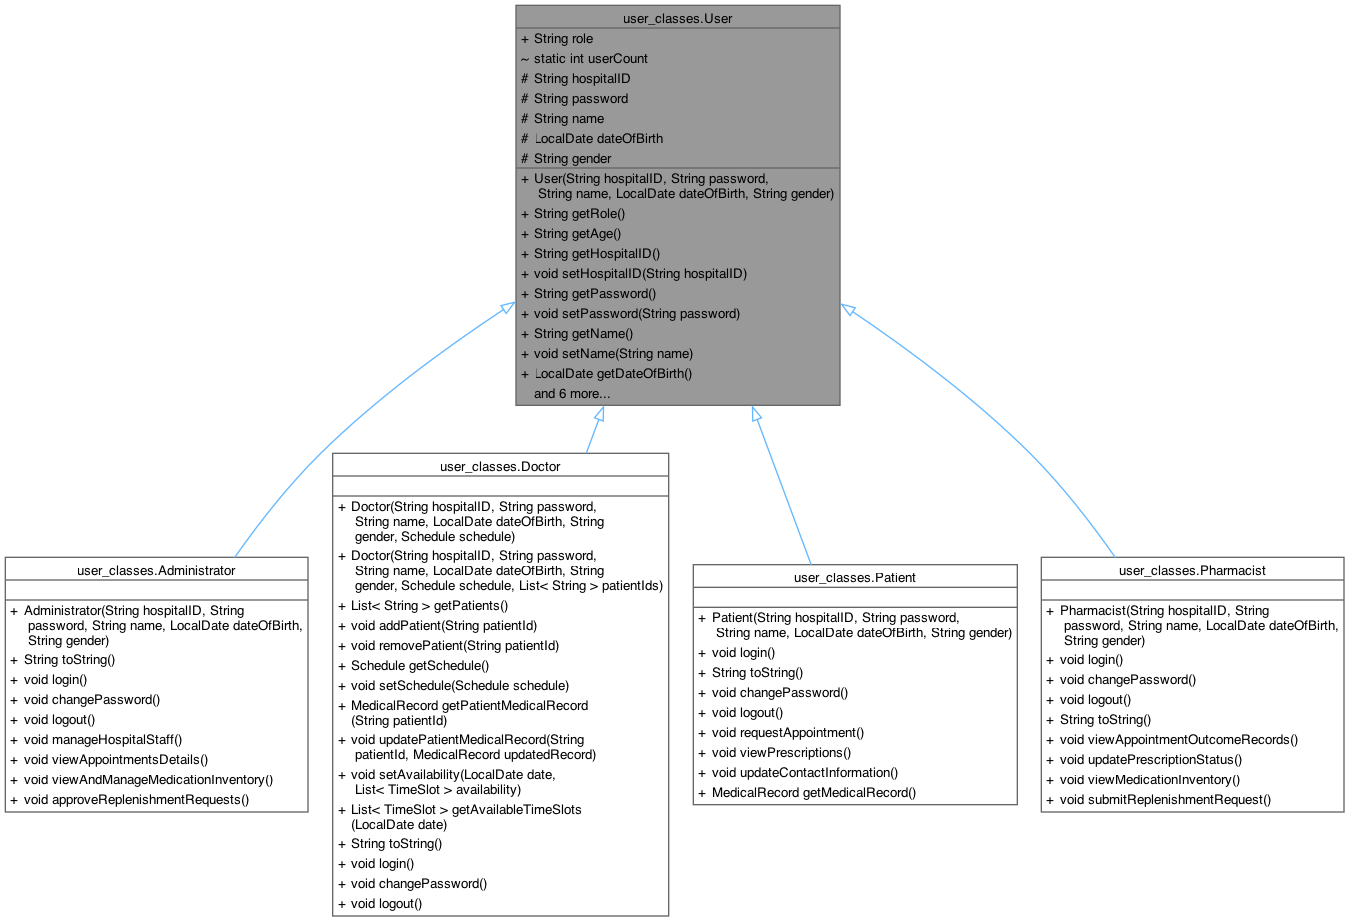 user_classes.User
+ String role
~ static int userCount
# String hospitalID
# String password
# String name
# LocalDate dateOfBirth
# String gender
+ User(String hospitalID, String password,
String name, LocalDate dateOfBirth, String gender)
+ String getRole()
+ String getAge()
+ String getHospitalID()
+ void setHospitalID(String hospitalID)
+ String getPassword()
+ void setPassword(String password)
+ String getName()
+ void setName(String name)
+ LocalDate getDateOfBirth()
and 6 more...
user_classes.Administrator
+ Administrator(String hospitalID, String
password, String name, LocalDate dateOfBirth,
String gender)
+ String toString()
+ void login()
+ void changePassword()
+ void logout()
+ void manageHospitalStaff()
+ void viewAppointmentsDetails()
+ void viewAndManageMedicationInventory()
+ void approveReplenishmentRequests()
user_classes.Doctor
+ Doctor(String hospitalID, String password,
String name, LocalDate dateOfBirth, String
gender, Schedule schedule)
+ Doctor(String hospitalID, String password,
String name, LocalDate dateOfBirth, String
gender, Schedule schedule, List< String > patientIds)
+ List< String > getPatients()
+ void addPatient(String patientId)
+ void removePatient(String patientId)
+ Schedule getSchedule()
+ void setSchedule(Schedule schedule)
+ MedicalRecord getPatientMedicalRecord
(String patientId)
+ void updatePatientMedicalRecord(String
patientId, MedicalRecord updatedRecord)
+ void setAvailability(LocalDate date,
List< TimeSlot > availability)
+ List< TimeSlot > getAvailableTimeSlots
(LocalDate date)
+ String toString()
+ void login()
+ void changePassword()
+ void logout()
user_classes.Patient
+ Patient(String hospitalID, String password,
String name, LocalDate dateOfBirth, String gender)
+ void login()
+ String toString()
+ void changePassword()
+ void logout()
+ void requestAppointment()
+ void viewPrescriptions()
+ void updateContactInformation()
+ MedicalRecord getMedicalRecord()
user_classes.Pharmacist
+ Pharmacist(String hospitalID, String
password, String name, LocalDate dateOfBirth,
String gender)
+ void login()
+ void changePassword()
+ void logout()
+ String toString()
+ void viewAppointmentOutcomeRecords()
+ void updatePrescriptionStatus()
+ void viewMedicationInventory()
+ void submitReplenishmentRequest()